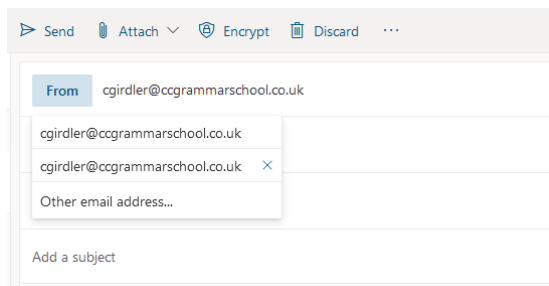 Send Attach Encrypt Discard ...
From cgirdler@ccgrammarschool.co.uk
cgirdler@ccgrammarschool.co.uk
cgirdler@ccgrammarschool.co.uk
Other email address...
Add a subject